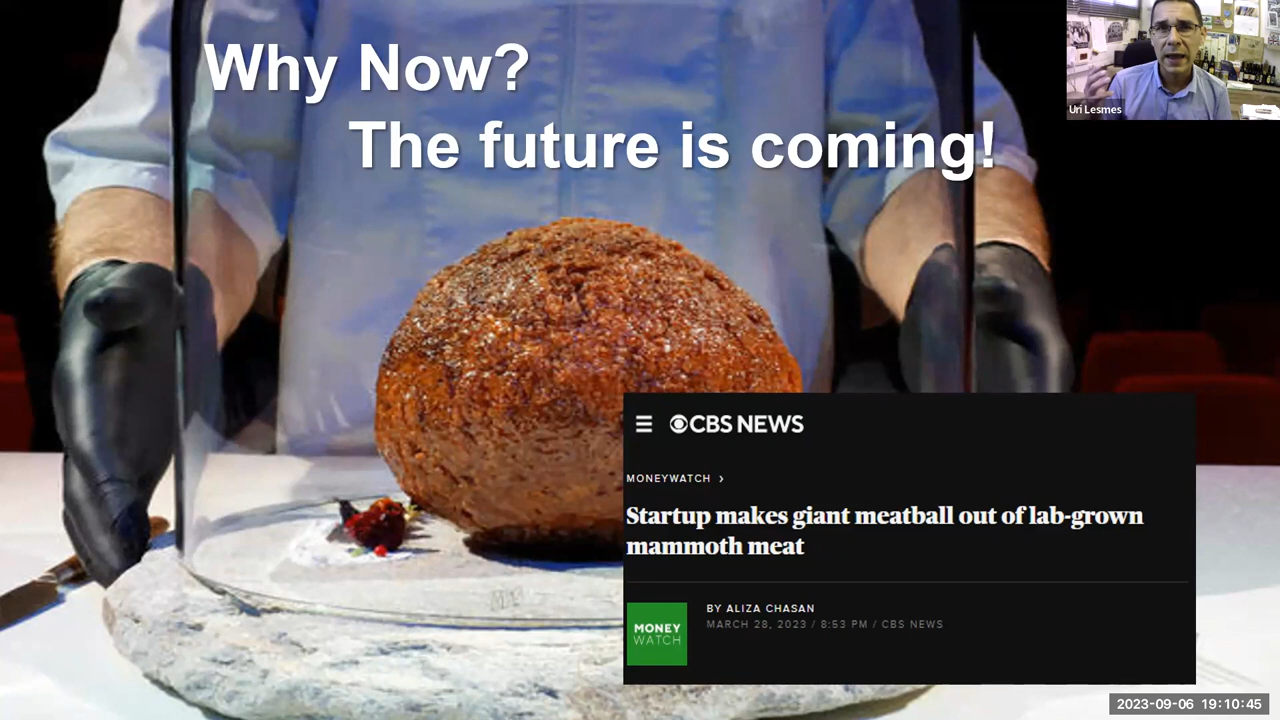 Why Now?
The future is coming!
Uri Lesmes
CBS NEWS
MONEYWATCH ›
Startup makes giant meatball out of lab-grown
mammoth meat
MONEY
WATCH
BY ALIZA CHASAN
MARCH 28, 2023 / 8:53 PM / CBS NEWS
2023-09-06 19:10:45